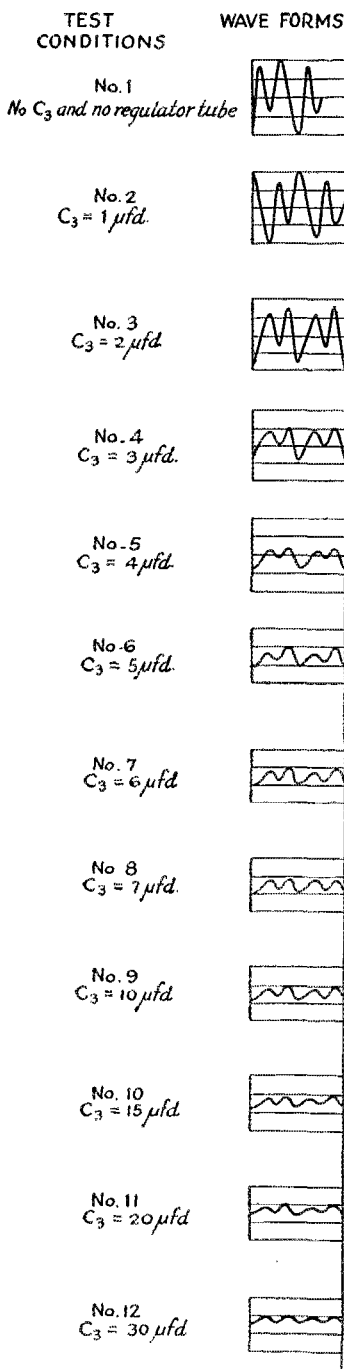 TEST CONDITIONS
WAVE FORMS
No. 1
No C₃ and no regulator tube
No. 2
C₃ = 1 µfd.
No. 3
C₃ = 2 µfd.
No. 4
C₃ = 3 µfd.
No. 5
C₃ = 4 µfd.
No. 6
C₃ = 5 µfd.
No. 7
C₃ = 6 µfd
No 8
C₃ = 7 µfd.
No. 9
C₃ = 10 µfd
No. 10
C₃ = 15 µfd
No. 11
C₃ = 20 µfd
No. 12
C₃ = 30 µfd